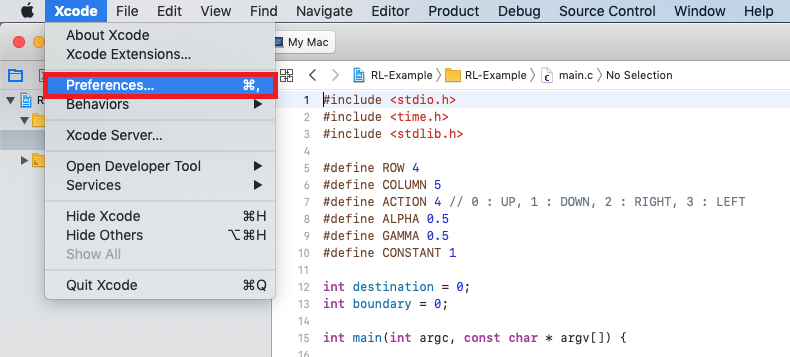 Xcode File Edit View Find Navigate Editor Product Debug Source Control Window Help
About Xcode
Xcode Extensions...
Preferences... ⌘,
Behaviors ▶
Xcode Server...
Open Developer Tool ▶
Services ▶
Hide Xcode ⌘H
Hide Others ⌥⌘H
Show All
Quit Xcode ⌘Q
My Mac
RL-Example > RL-Example > main.c > No Selection
1 #include <stdio.h>
2 #include <time.h>
3 #include <stdlib.h>
4
5 #define ROW 4
6 #define COLUMN 5
7 #define ACTION 4 // 0 : UP, 1 : DOWN, 2 : RIGHT, 3 : LEFT
8 #define ALPHA 0.5
9 #define GAMMA 0.5
10 #define CONSTANT 1
11
12 int destination = 0;
13 int boundary = 0;
14
15 int main(int argc, const char * argv[]) {
16